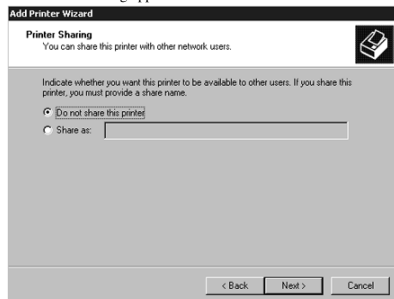 Add Printer Wizard
Printer Sharing
You can share this printer with other network users.
Indicate whether you want this printer to be available to other users. If you share this
printer, you must provide a share name.
Do not share this printer
Share as:
< Back
Next >
Cancel